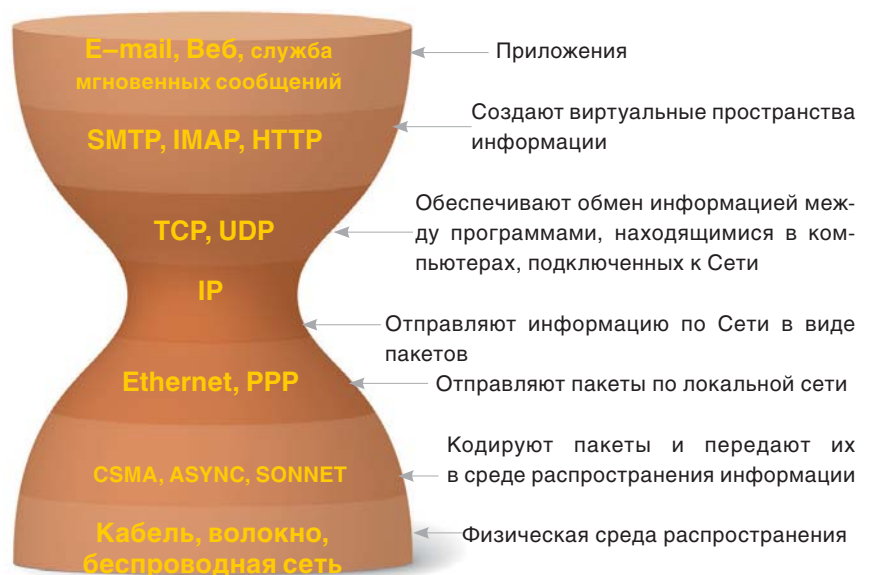 E–mail, Веб, служба
мгновенных сообщений
Приложения
SMTP, IMAP, HTTP
Создают виртуальные пространства
информации
TCP, UDP
Обеспечивают обмен информацией меж-
ду программами, находящимися в ком-
пьютерах, подключенных к Сети
IP
Отправляют информацию по Сети в виде
пакетов
Ethernet, PPP
Отправляют пакеты по локальной сети
CSMA, ASYNC, SONNET
Кодируют пакеты и передают их
в среде распространения информации
Кабель, волокно,
беспроводная сеть
Физическая среда распространения